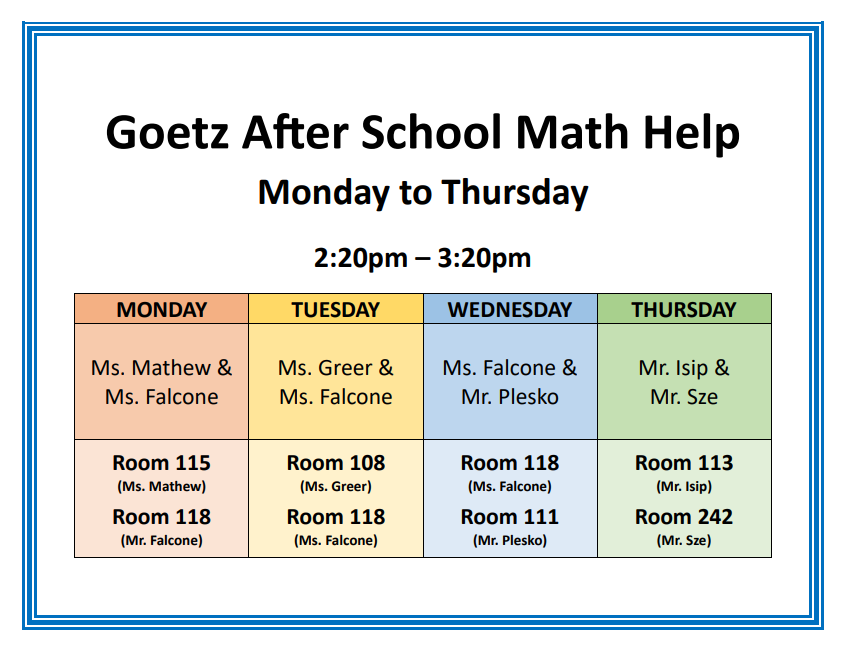 Goetz After School Math Help
Monday to Thursday
2:20pm – 3:20pm
MONDAY
TUESDAY
WEDNESDAY
THURSDAY
Ms. Mathew &
Ms. Falcone
Ms. Greer &
Ms. Falcone
Ms. Falcone &
Mr. Plesko
Mr. Isip &
Mr. Sze
Room 115
(Ms. Mathew)
Room 118
(Mr. Falcone)
Room 108
(Ms. Greer)
Room 118
(Ms. Falcone)
Room 118
(Ms. Falcone)
Room 111
(Mr. Plesko)
Room 113
(Mr. Isip)
Room 242
(Mr. Sze)